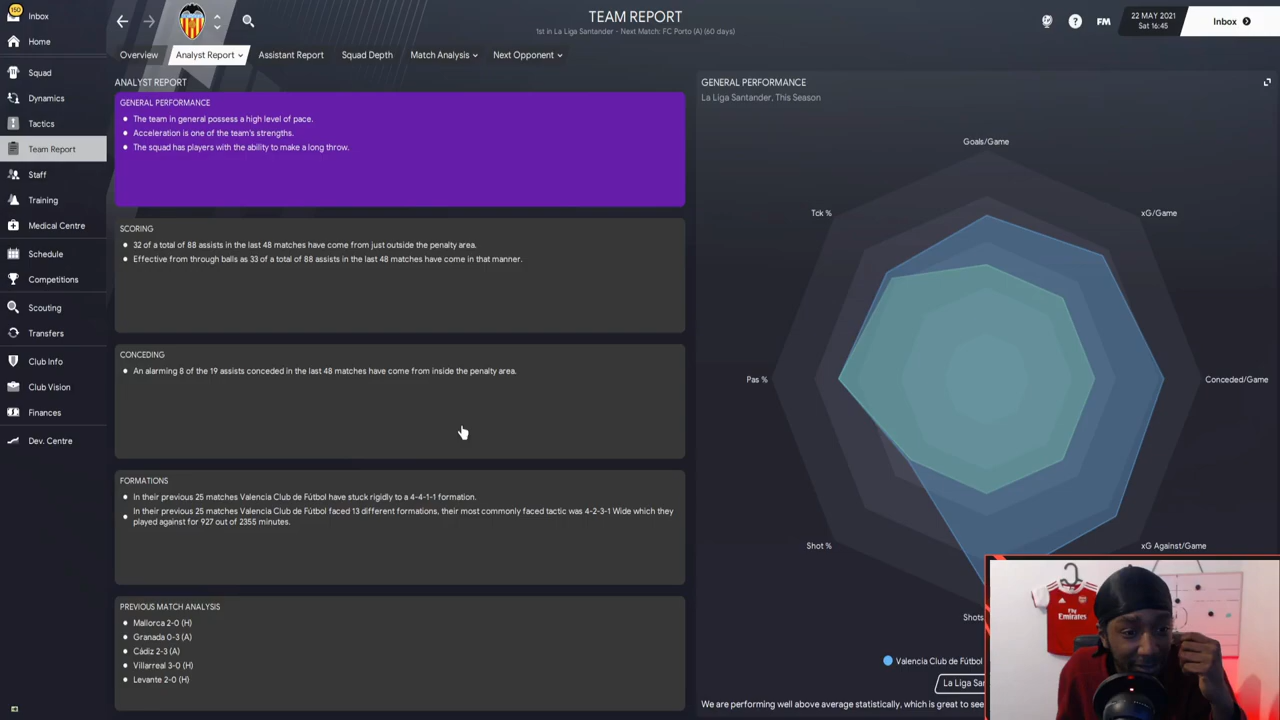 150
Inbox
TEAM REPORT
1st in La Liga Santander - Next Match: FC Porto (A) (60 days)
?
FM
22 MAY 2021
Sat 16:45
Inbox
Home
Overview
Analyst Report
Assistant Report
Squad Depth
Match Analysis
Next Opponent
Squad
Dynamics
Tactics
Team Report
Staff
Training
Medical Centre
Schedule
Competitions
Scouting
Transfers
Club Info
Club Vision
Finances
Dev. Centre
ANALYST REPORT
GENERAL PERFORMANCE
The team in general possess a high level of pace.
Acceleration is one of the team's strengths.
The squad has players with the ability to make a long throw.
SCORING
32 of a total of 88 assists in the last 48 matches have come from just outside the penalty area.
Effective from through balls as 33 of a total of 88 assists in the last 48 matches have come in that manner.
CONCEDING
An alarming 8 of the 19 assists conceded in the last 48 matches have come from inside the penalty area.
FORMATIONS
In their previous 25 matches Valencia Club de Fútbol have stuck rigidly to a 4-4-1-1 formation.
In their previous 25 matches Valencia Club de Fútbol faced 13 different formations, their most commonly faced tactic was 4-2-3-1 Wide which they
played against for 927 out of 2355 minutes.
PREVIOUS MATCH ANALYSIS
Mallorca 2-0 (H)
Granada 0-3 (A)
Cádiz 2-3 (A)
Villarreal 3-0 (H)
Levante 2-0 (H)
GENERAL PERFORMANCE
La Liga Santander, This Season
Goals/Game
Tck %
xG/Game
Pas %
Conceded/Game
Shot %
xG Against/Game
Shots
Valencia Club de Fútbol
La Liga San
We are performing well above average statistically, which is great to see
Fly
Emirates